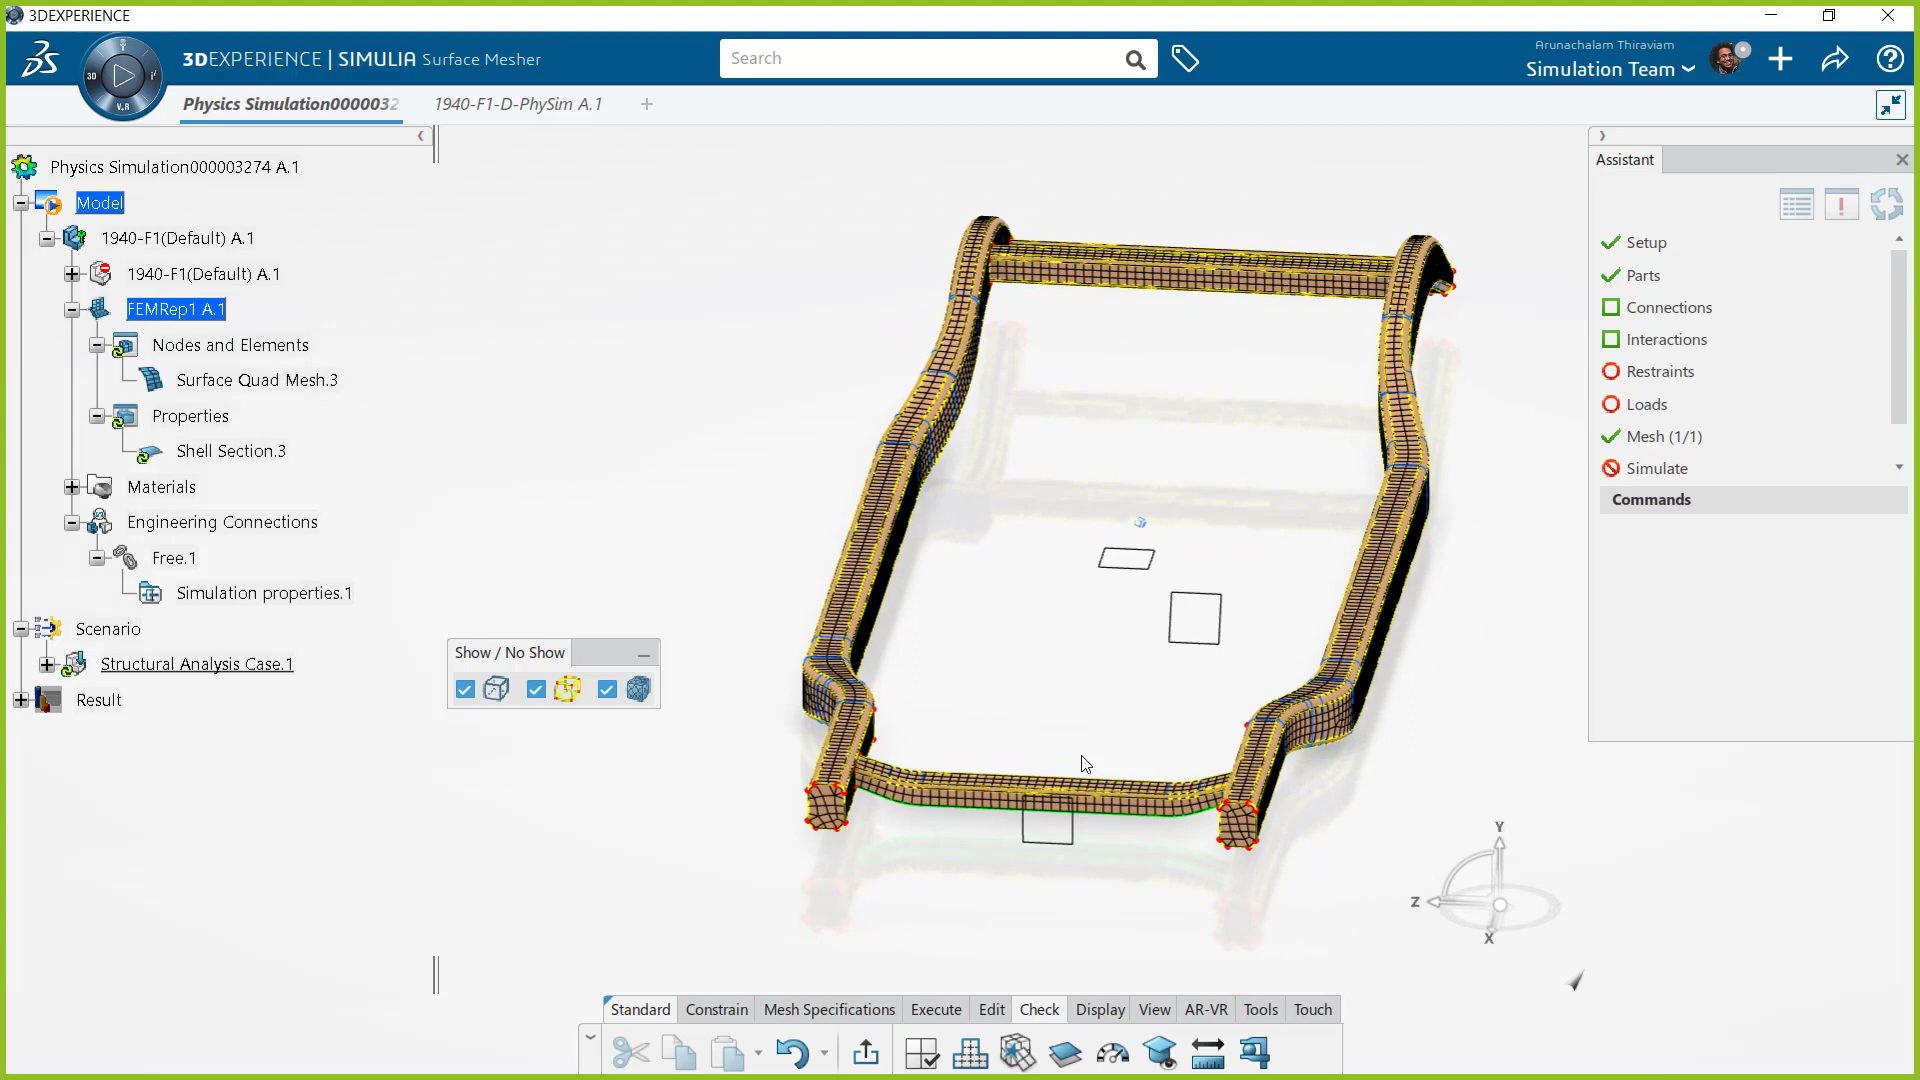 3DEXPERIENCE
3DEXPERIENCE | SIMULIA Surface Mesher
Search
Arunachalam Thiraviam
Simulation Team
3D
V.R
Physics Simulation0000032
1940-F1-D-PhySim A.1
Physics Simulation000003274 A.1
Model
1940-F1(Default) A.1
1940-F1(Default) A.1
FEMRep1 A.1
Nodes and Elements
Surface Quad Mesh.3
Properties
Shell Section.3
Materials
Engineering Connections
Free.1
Simulation properties.1
Scenario
Structural Analysis Case.1
Result
Show / No Show
Assistant
Setup
Parts
Connections
Interactions
Restraints
Loads
Mesh (1/1)
Simulate
Commands
Y
Z
X
Standard Constrain Mesh Specifications Execute Edit Check Display View AR-VR Tools Touch